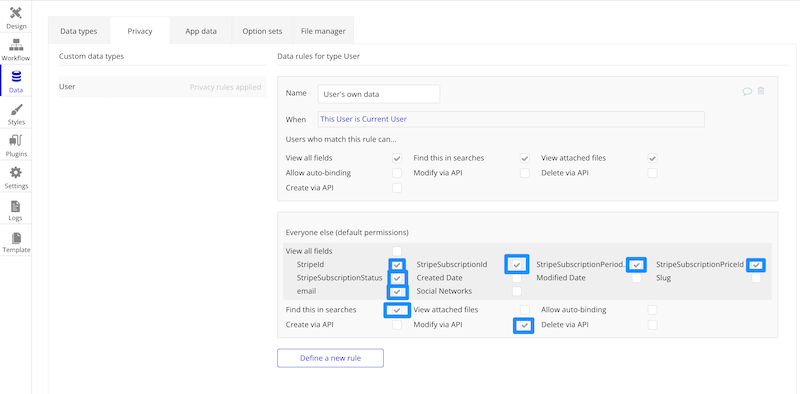 Design
Workflow
Data
Styles
Plugins
Settings
Logs
Template
Data types
Privacy
App data
Option sets
File manager
Custom data types
User
Privacy rules applied
Data rules for type User
Name
User's own data
When
This User is Current User
Users who match this rule can...
View all fields
Find this in searches
View attached files
Allow auto-binding
Modify via API
Delete via API
Create via API
Everyone else (default permissions)
View all fields
StripeId
StripeSubscriptionId
StripeSubscriptionPeriod.
StripeSubscriptionPriceId
StripeSubscriptionStatus
Created Date
Modified Date
Slug
email
Social Networks
Find this in searches
View attached files
Allow auto-binding
Create via API
Modify via API
Delete via API
Define a new rule